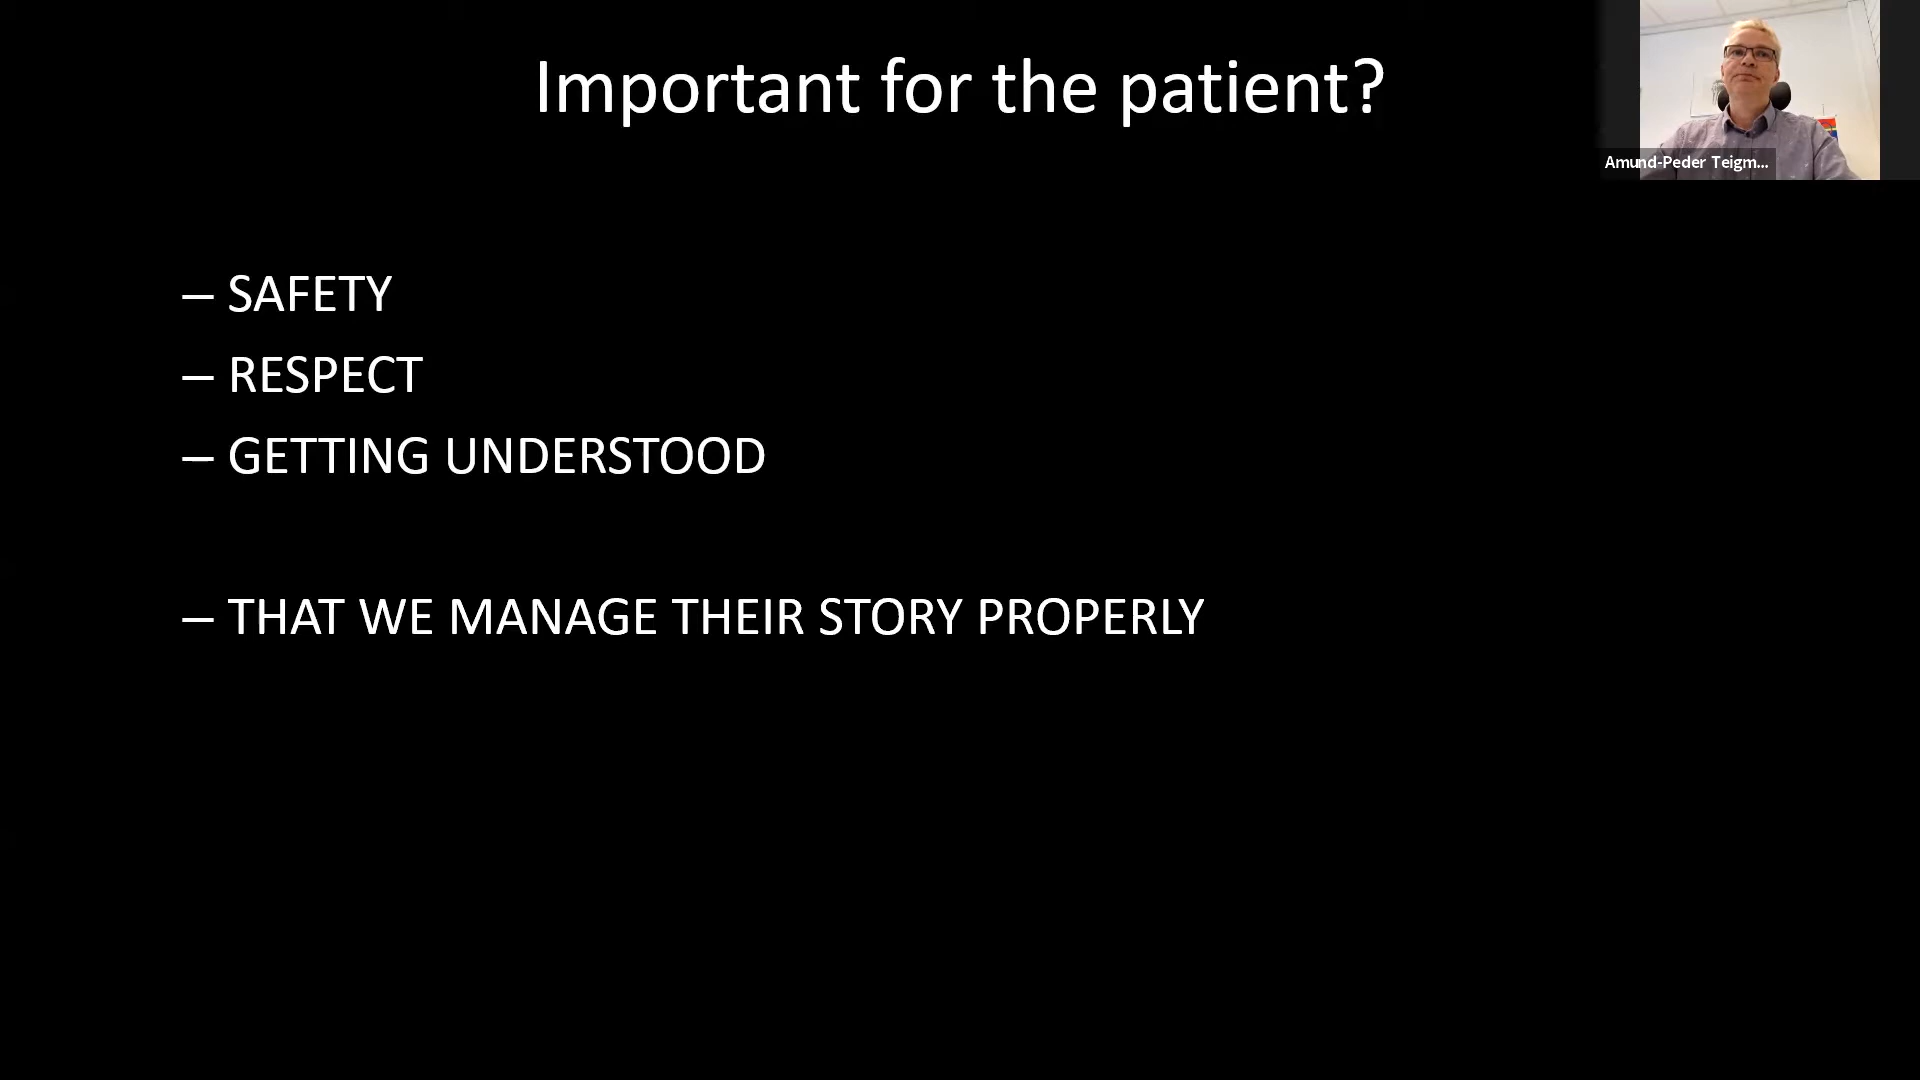 Important for the patient?
Amund-Peder Teigm...
– SAFETY
– RESPECT
– GETTING UNDERSTOOD
– THAT WE MANAGE THEIR STORY PROPERLY